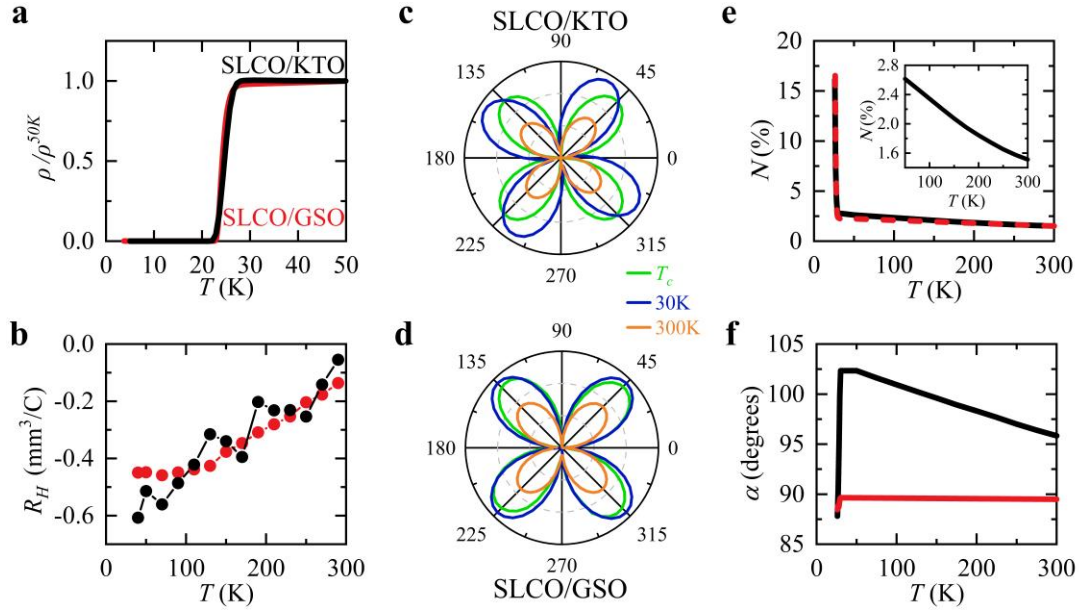 a
SLCO/KTO
SLCO/GSO
1.0
0.5
0.0
0 10 20 30 40 50
T (K)
ρ/ρ^50K
b
0.0
-0.2
-0.4
-0.6
0 100 200 300
T (K)
R_H (mm³/C)
c
SLCO/KTO
90
135 45
180 0
225 315
270
T_c
30K
300K
d
90
135 45
180 0
225 315
270
SLCO/GSO
e
20
15
10
5
0
0 100 200 300
T (K)
N (%)
2.8
2.4
2.0
1.6
100 200 300
T (K)
N (%)
f
105
100
95
90
85
0 100 200 300
T (K)
α (degrees)